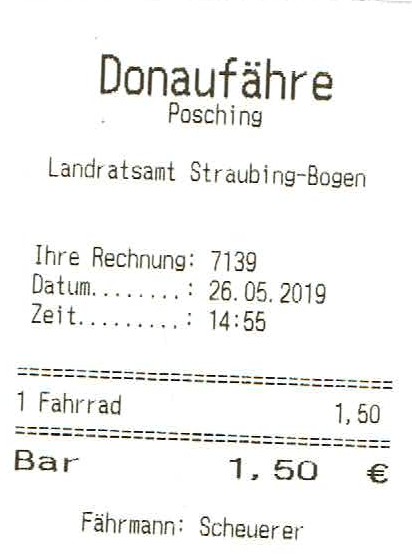 Donaufähre
Posching
Landratsamt Straubing-Bogen
Ihre Rechnung: 7139
Datum........: 26.05.2019
Zeit.........: 14:55
================================
1 Fahrrad 1,50
================================
Bar 1,50 €
Fährmann: Scheuerer